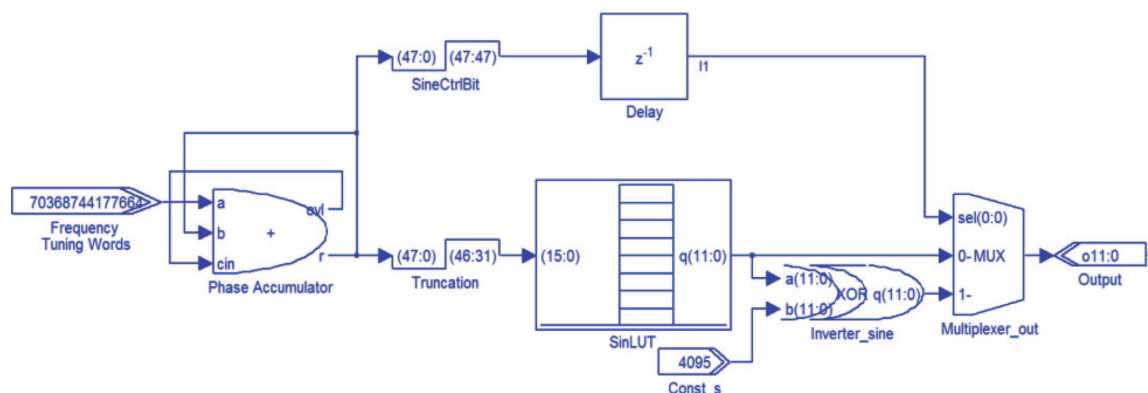 (47:0) (47:47)
SineCtrlBit
z-1
Delay
l1
70368744177664
Frequency
Tuning Words
a
b
cin
+
ovl
r
Phase Accumulator
(47:0) (46:31)
Truncation
(15:0) q(11:0)
SinLUT
4095
Const_s
a(11:0)
b(11:0)
XOR q(11:0)
Inverter_sine
sel(0:0)
0- MUX
1-
Multiplexer_out
o11:0
Output